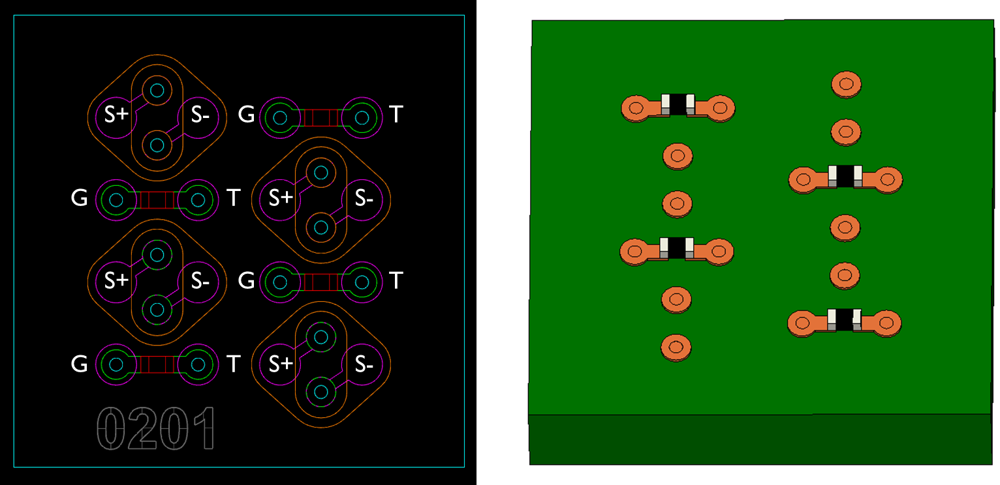 S+ S- G T
G T S+ S-
S+ S- G T
G T S+ S-
0201